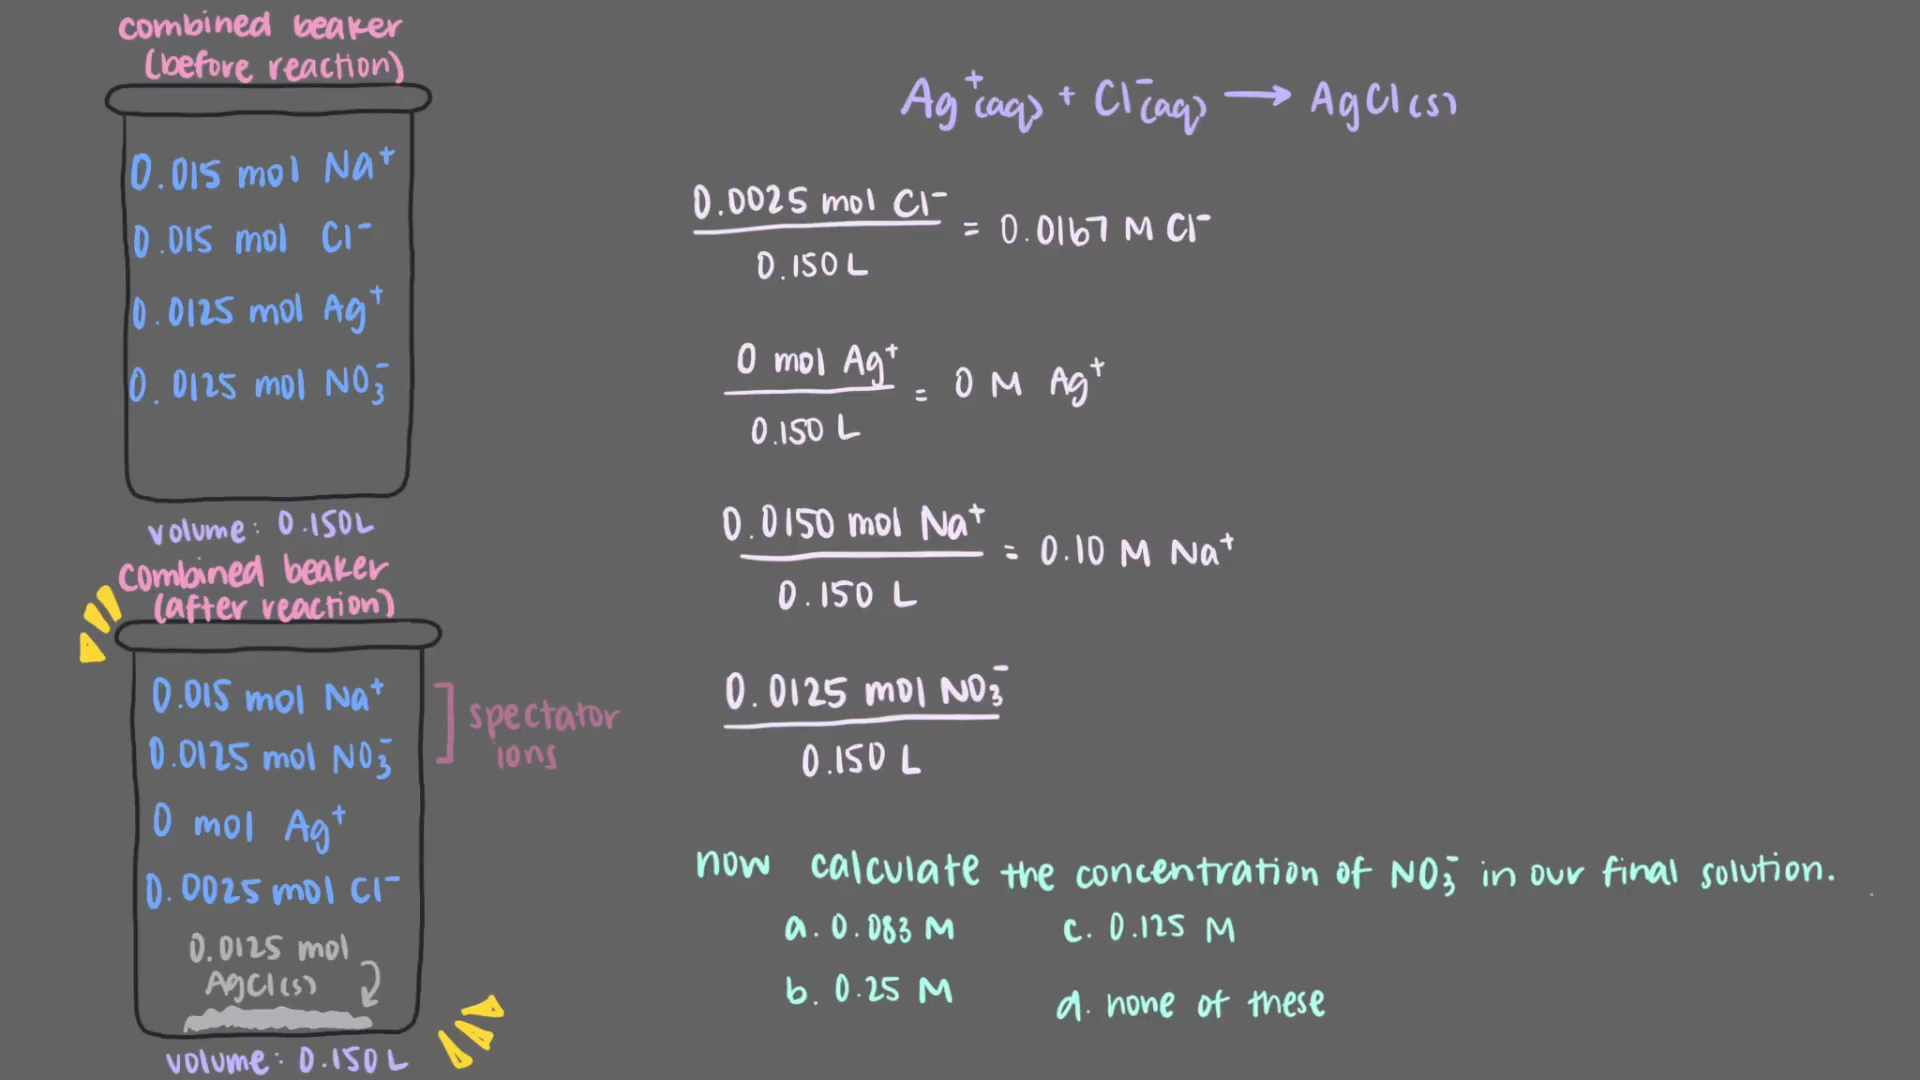 combined beaker
(before reaction)
0.015 mol Na⁺
0.015 mol Cl⁻
0.0125 mol Ag⁺
0.0125 mol NO₃⁻
volume: 0.150L
combined beaker
(after reaction)
0.015 mol Na⁺
0.0125 mol NO₃⁻
spectator
ions
0 mol Ag⁺
0.0025 mol Cl⁻
0.0125 mol
AgCl(s)
volume: 0.150L
Ag⁺(aq) + Cl⁻(aq) → AgCl(s)
0.0025 mol Cl⁻
0.150L
= 0.0167 M Cl⁻
0 mol Ag⁺
0.150 L
= 0 M Ag⁺
0.0150 mol Na⁺
0.150 L
= 0.10 M Na⁺
0.0125 mol NO₃⁻
0.150 L
now calculate the concentration of NO₃⁻ in our final solution.
a. 0.083 M
c. 0.125 M
b. 0.25 M
d. none of these